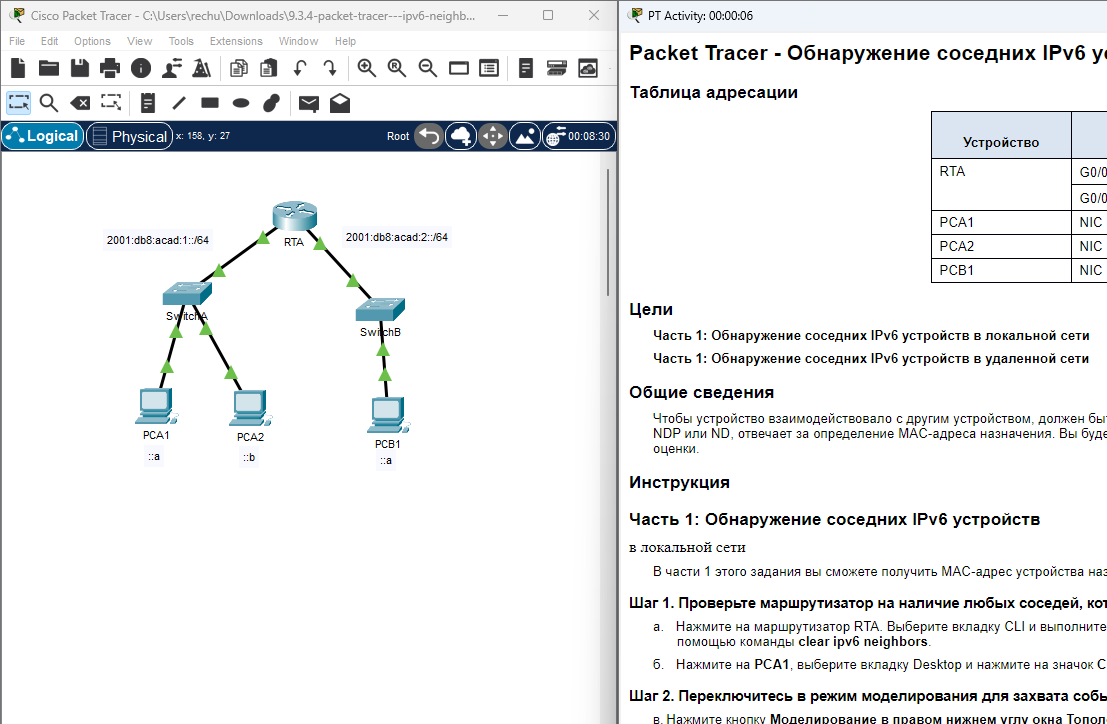 Cisco Packet Tracer - C:\Users\rechu\Downloads\9.3.4-packet-tracer---ipv6-neighb...
File Edit Options View Tools Extensions Window Help
Logical Physical x: 158, y: 27 Root 00:08:30
2001:db8:acad:1::/64
2001:db8:acad:2::/64
RTA
SwitchA
SwitchB
PCA1
PCA2
PCB1
::a
::b
::a
PT Activity: 00:00:06
Packet Tracer - Обнаружение соседних IPv6
Таблица адресации
Устройство
RTA G0/0
G0/0
PCA1 NIC
PCA2 NIC
PCB1 NIC
Цели
Часть 1: Обнаружение соседних IPv6 устройств в локальной сети
Часть 1: Обнаружение соседних IPv6 устройств в удаленной сети
Общие сведения
Чтобы устройство взаимодействовало с другим устройством, должен
NDP или ND, отвечает за определение MAC-адреса назначения. Вы
оценки.
Инструкция
Часть 1: Обнаружение соседних IPv6 устройств
в локальной сети
В части 1 этого задания вы сможете получить MAC-адрес устройства
Шаг 1. Проверьте маршрутизатор на наличие любых соседей,
а. Нажмите на маршрутизатор RTA. Выберите вкладку CLI и выполните
помощью команды clear ipv6 neighbors.
б. Нажмите на PCA1, выберите вкладку Desktop и нажмите на значок
Шаг 2. Переключитесь в режим моделирования для захвата
в. Нажмите кнопку Моделирование в правом нижнем углу окна